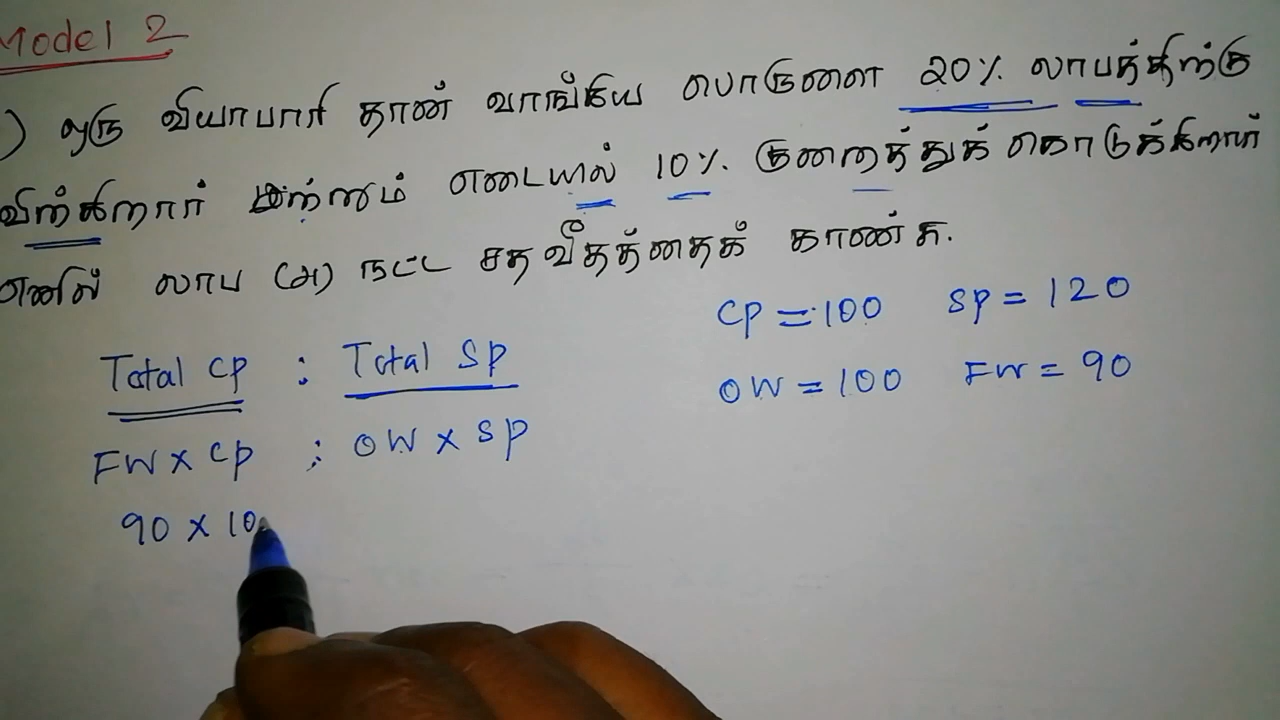 Model 2
) ஒரு வியாபாரி தான் வாங்கிய பொருளை 20% லாபத்திற்கு
விற்கிறார் மற்றும் எடையில் 10% குறைத்துக் கொடுக்கிறார்
எனில் லாப (அ) நட்ட சதவீதத்தைக் காண்க.
CP = 100 SP = 120
Total CP : Total SP
OW = 100 FW = 90
FW x CP : OW x SP
90 x 10